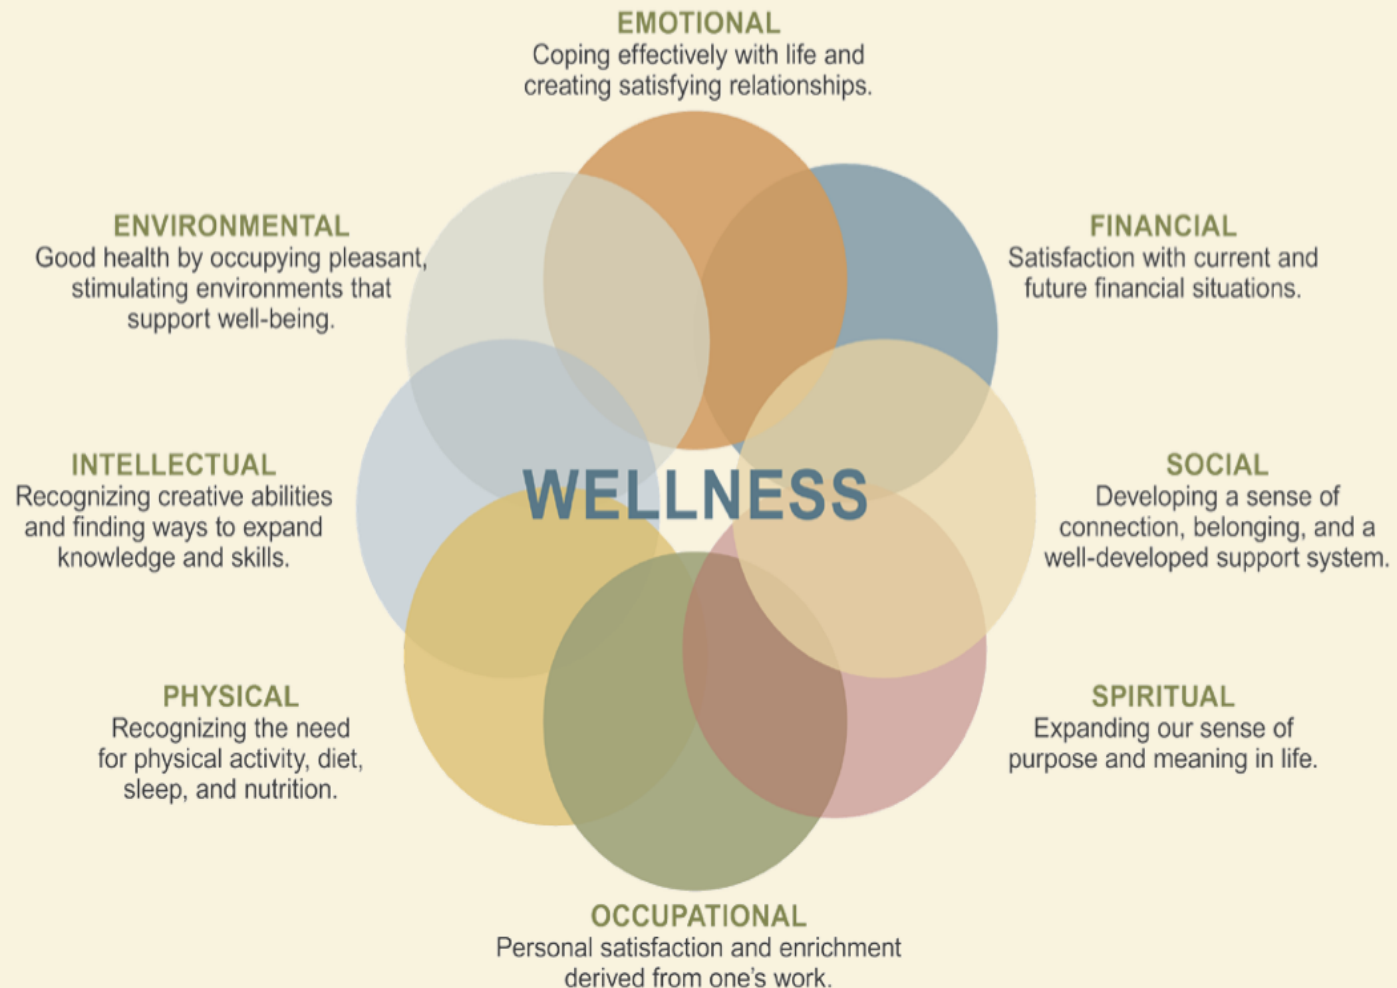 EMOTIONAL
Coping effectively with life and
creating satisfying relationships.
FINANCIAL
Satisfaction with current and
future financial situations.
SOCIAL
Developing a sense of
connection, belonging, and a
well-developed support system.
SPIRITUAL
Expanding our sense of
purpose and meaning in life.
OCCUPATIONAL
Personal satisfaction and enrichment
derived from one’s work.
PHYSICAL
Recognizing the need
for physical activity, diet,
sleep, and nutrition.
INTELLECTUAL
Recognizing creative abilities
and finding ways to expand
knowledge and skills.
ENVIRONMENTAL
Good health by occupying pleasant,
stimulating environments that
support well-being.
WELLNESS